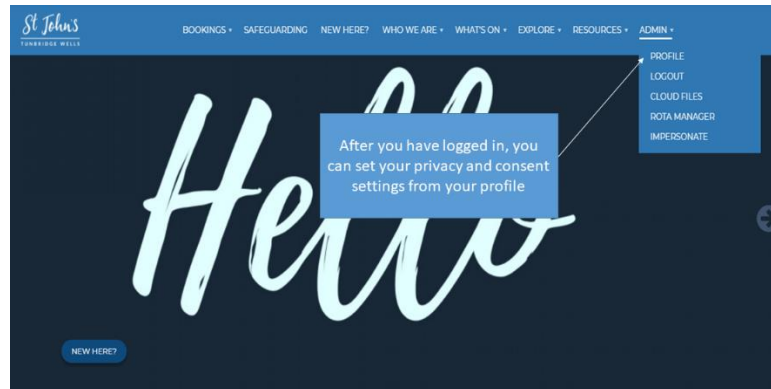 St John's
TUNBRIDGE WELLS
BOOKINGS SAFEGUARDING NEW HERE? WHO WE ARE WHAT'S ON EXPLORE RESOURCES ADMIN
PROFILE
LOGOUT
CLOUD FILES
ROTA MANAGER
IMPERSONATE
After you have logged in, you
can set your privacy and consent
settings from your profile
Hello
NEW HERE?